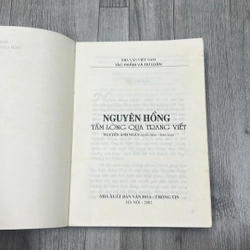 NHÀ VĂN VIỆT NAM
TÁC PHẨM VÀ DƯ LUẬN
NGUYÊN HỒNG
TẤM LÒNG QUA TRANG VIẾT
NHÀ XUẤT BẢN VĂN HÓA - THÔNG TIN
HÀ NỘI - 2002